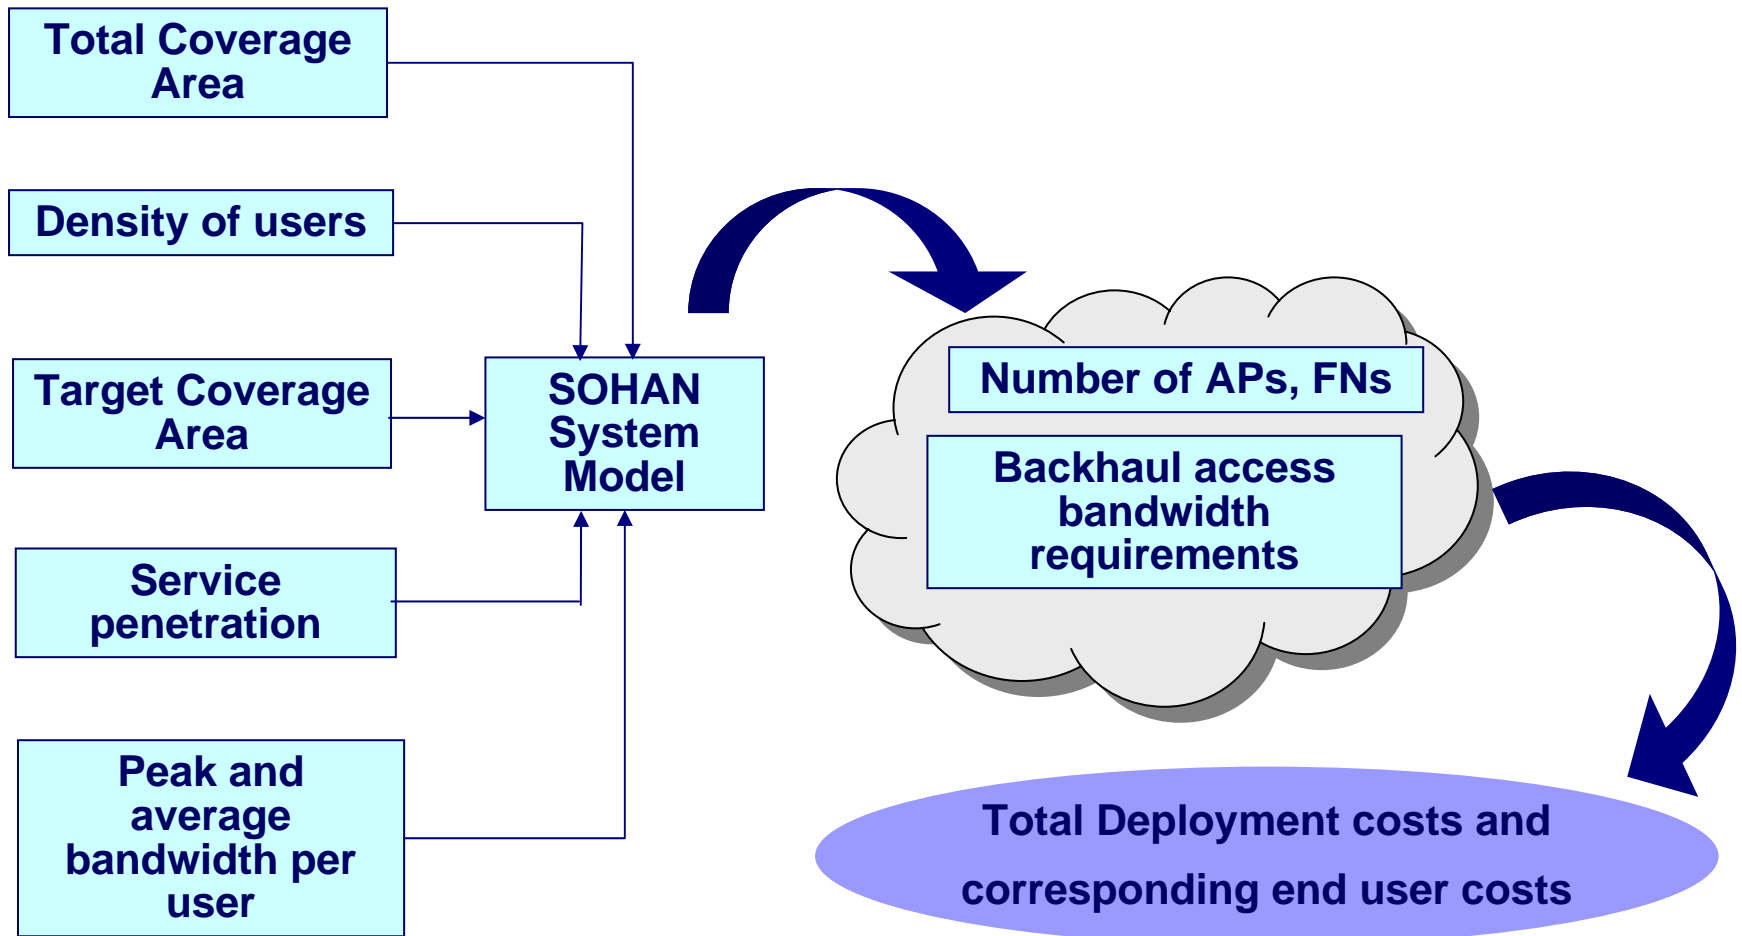 Total Coverage
Area
Density of users
Target Coverage
Area
Service
penetration
Peak and
average
bandwidth per
user
SOHAN
System
Model
Number of APs, FNs
Backhaul access
bandwidth
requirements
Total Deployment costs and
corresponding end user costs